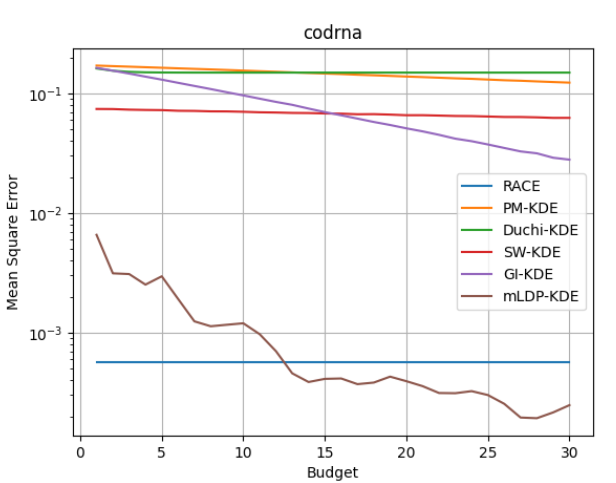 codrna
Mean Square Error
10⁻¹
10⁻²
10⁻³
RACE
PM-KDE
Duchi-KDE
SW-KDE
GI-KDE
mLDP-KDE
0 5 10 15 20 25 30
Budget